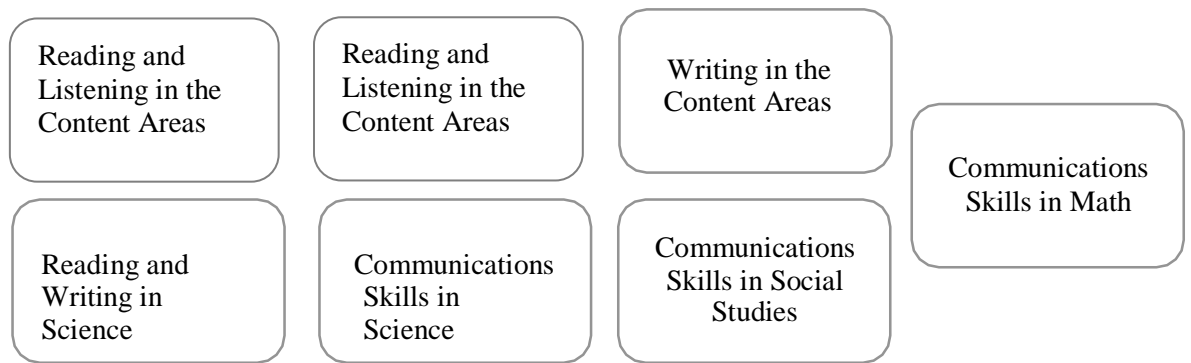 Reading and
Listening in the
Content Areas
Reading and
Listening in the
Content Areas
Writing in the
Content Areas
Communications
Skills in Math
Reading and
Writing in
Science
Communications
Skills in
Science
Communications
Skills in Social
Studies